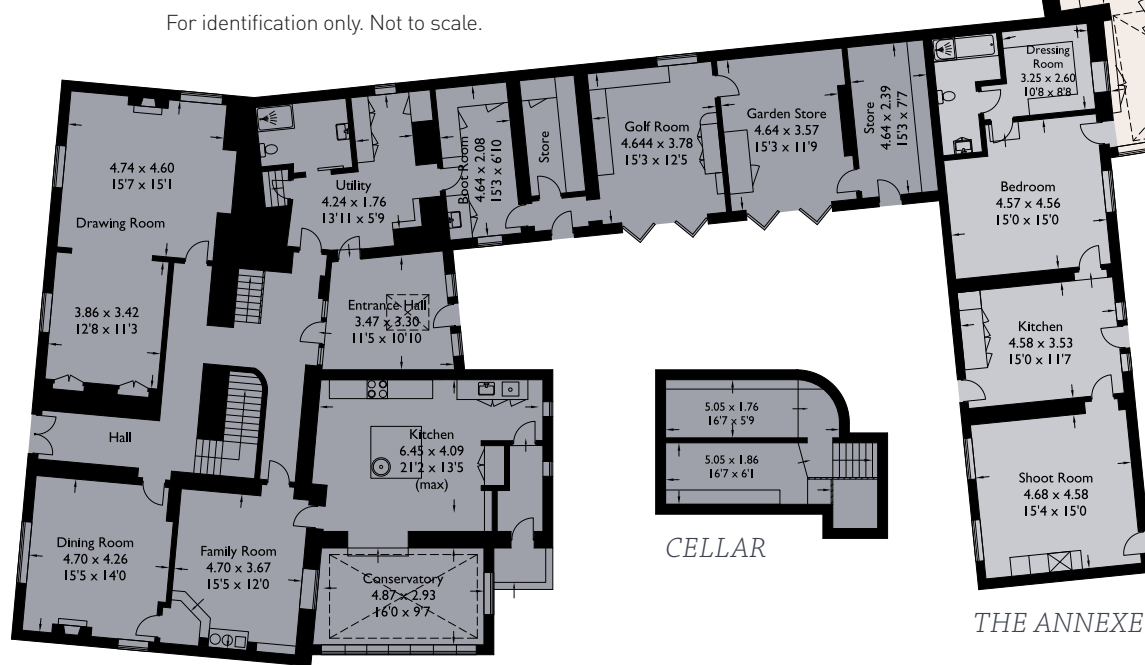 For identification only. Not to scale.
4.74 x 4.60
15'7 x 15'1
Drawing Room
3.86 x 3.42
12'8 x 11'3
Utility
4.24 x 1.76
13'11 x 5'9
Boot Room
4.64 x 2.08
15'3 x 6'10
Store
Golf Room
4.644 x 3.78
15'3 x 12'5
Garden Store
4.64 x 3.57
15'3 x 11'9
Store
4.64 x 2.39
15'3 x 7'7
Dressing
Room
3.25 x 2.60
10'8 x 8'8
Bedroom
4.57 x 4.56
15'0 x 15'0
Entrance Hall
3.47 x 3.30
11'5 x 10'10
Kitchen
4.58 x 3.53
15'0 x 11'7
Hall
Kitchen
6.45 x 4.09
21'2 x 13'5
(max)
5.05 x 1.76
16'7 x 5'9
5.05 x 1.86
16'7 x 6'1
CELLAR
Shoot Room
4.68 x 4.58
15'4 x 15'0
Dining Room
4.70 x 4.26
15'5 x 14'0
Family Room
4.70 x 3.67
15'5 x 12'0
Conservatory
4.87 x 2.93
16'0 x 9'7
THE ANNEXE